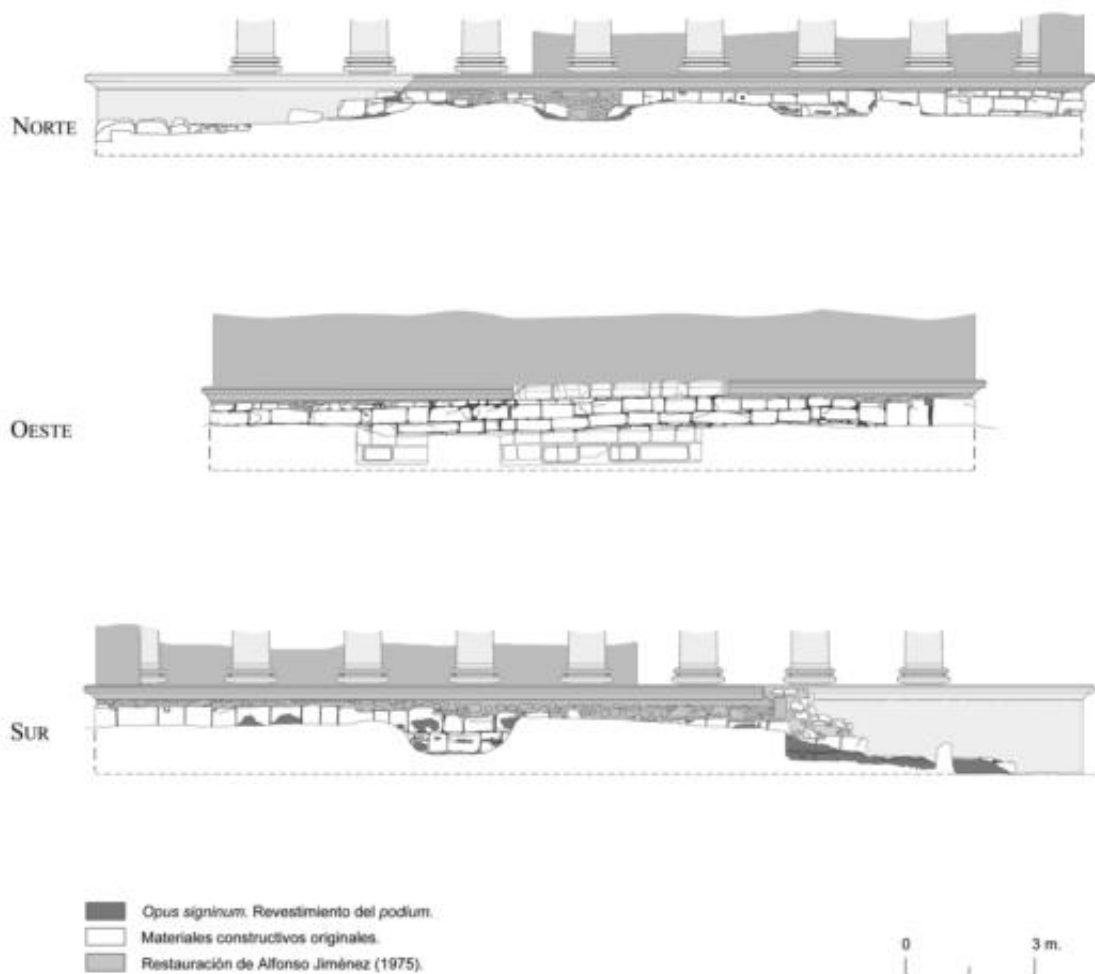 NORTE
OESTE
SUR
Opus signinum. Revestimiento del podium.
Materiales constructivos originales.
Restauración de Alfonso Jiménez (1975).
0 3 m.